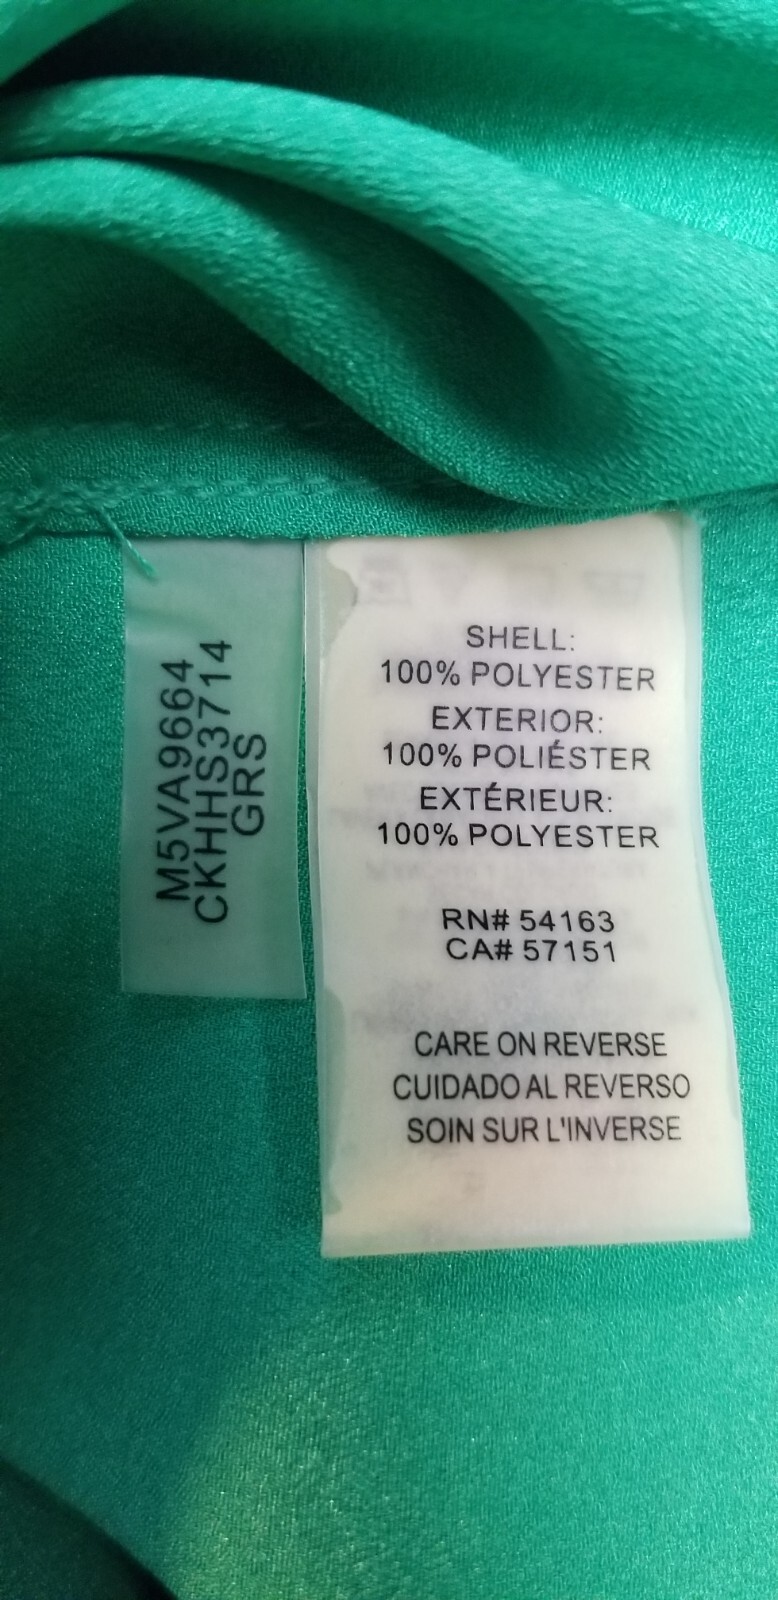 M5VA9664
CKHHS3714
GRS
SHELL:
100% POLYESTER
EXTERIOR:
100% POLIÉSTER
EXTÉRIEUR:
100% POLYESTER
RN# 54163
CA# 57151
CARE ON REVERSE
CUIDADO AL REVERSO
SOIN SUR L'INVERSE